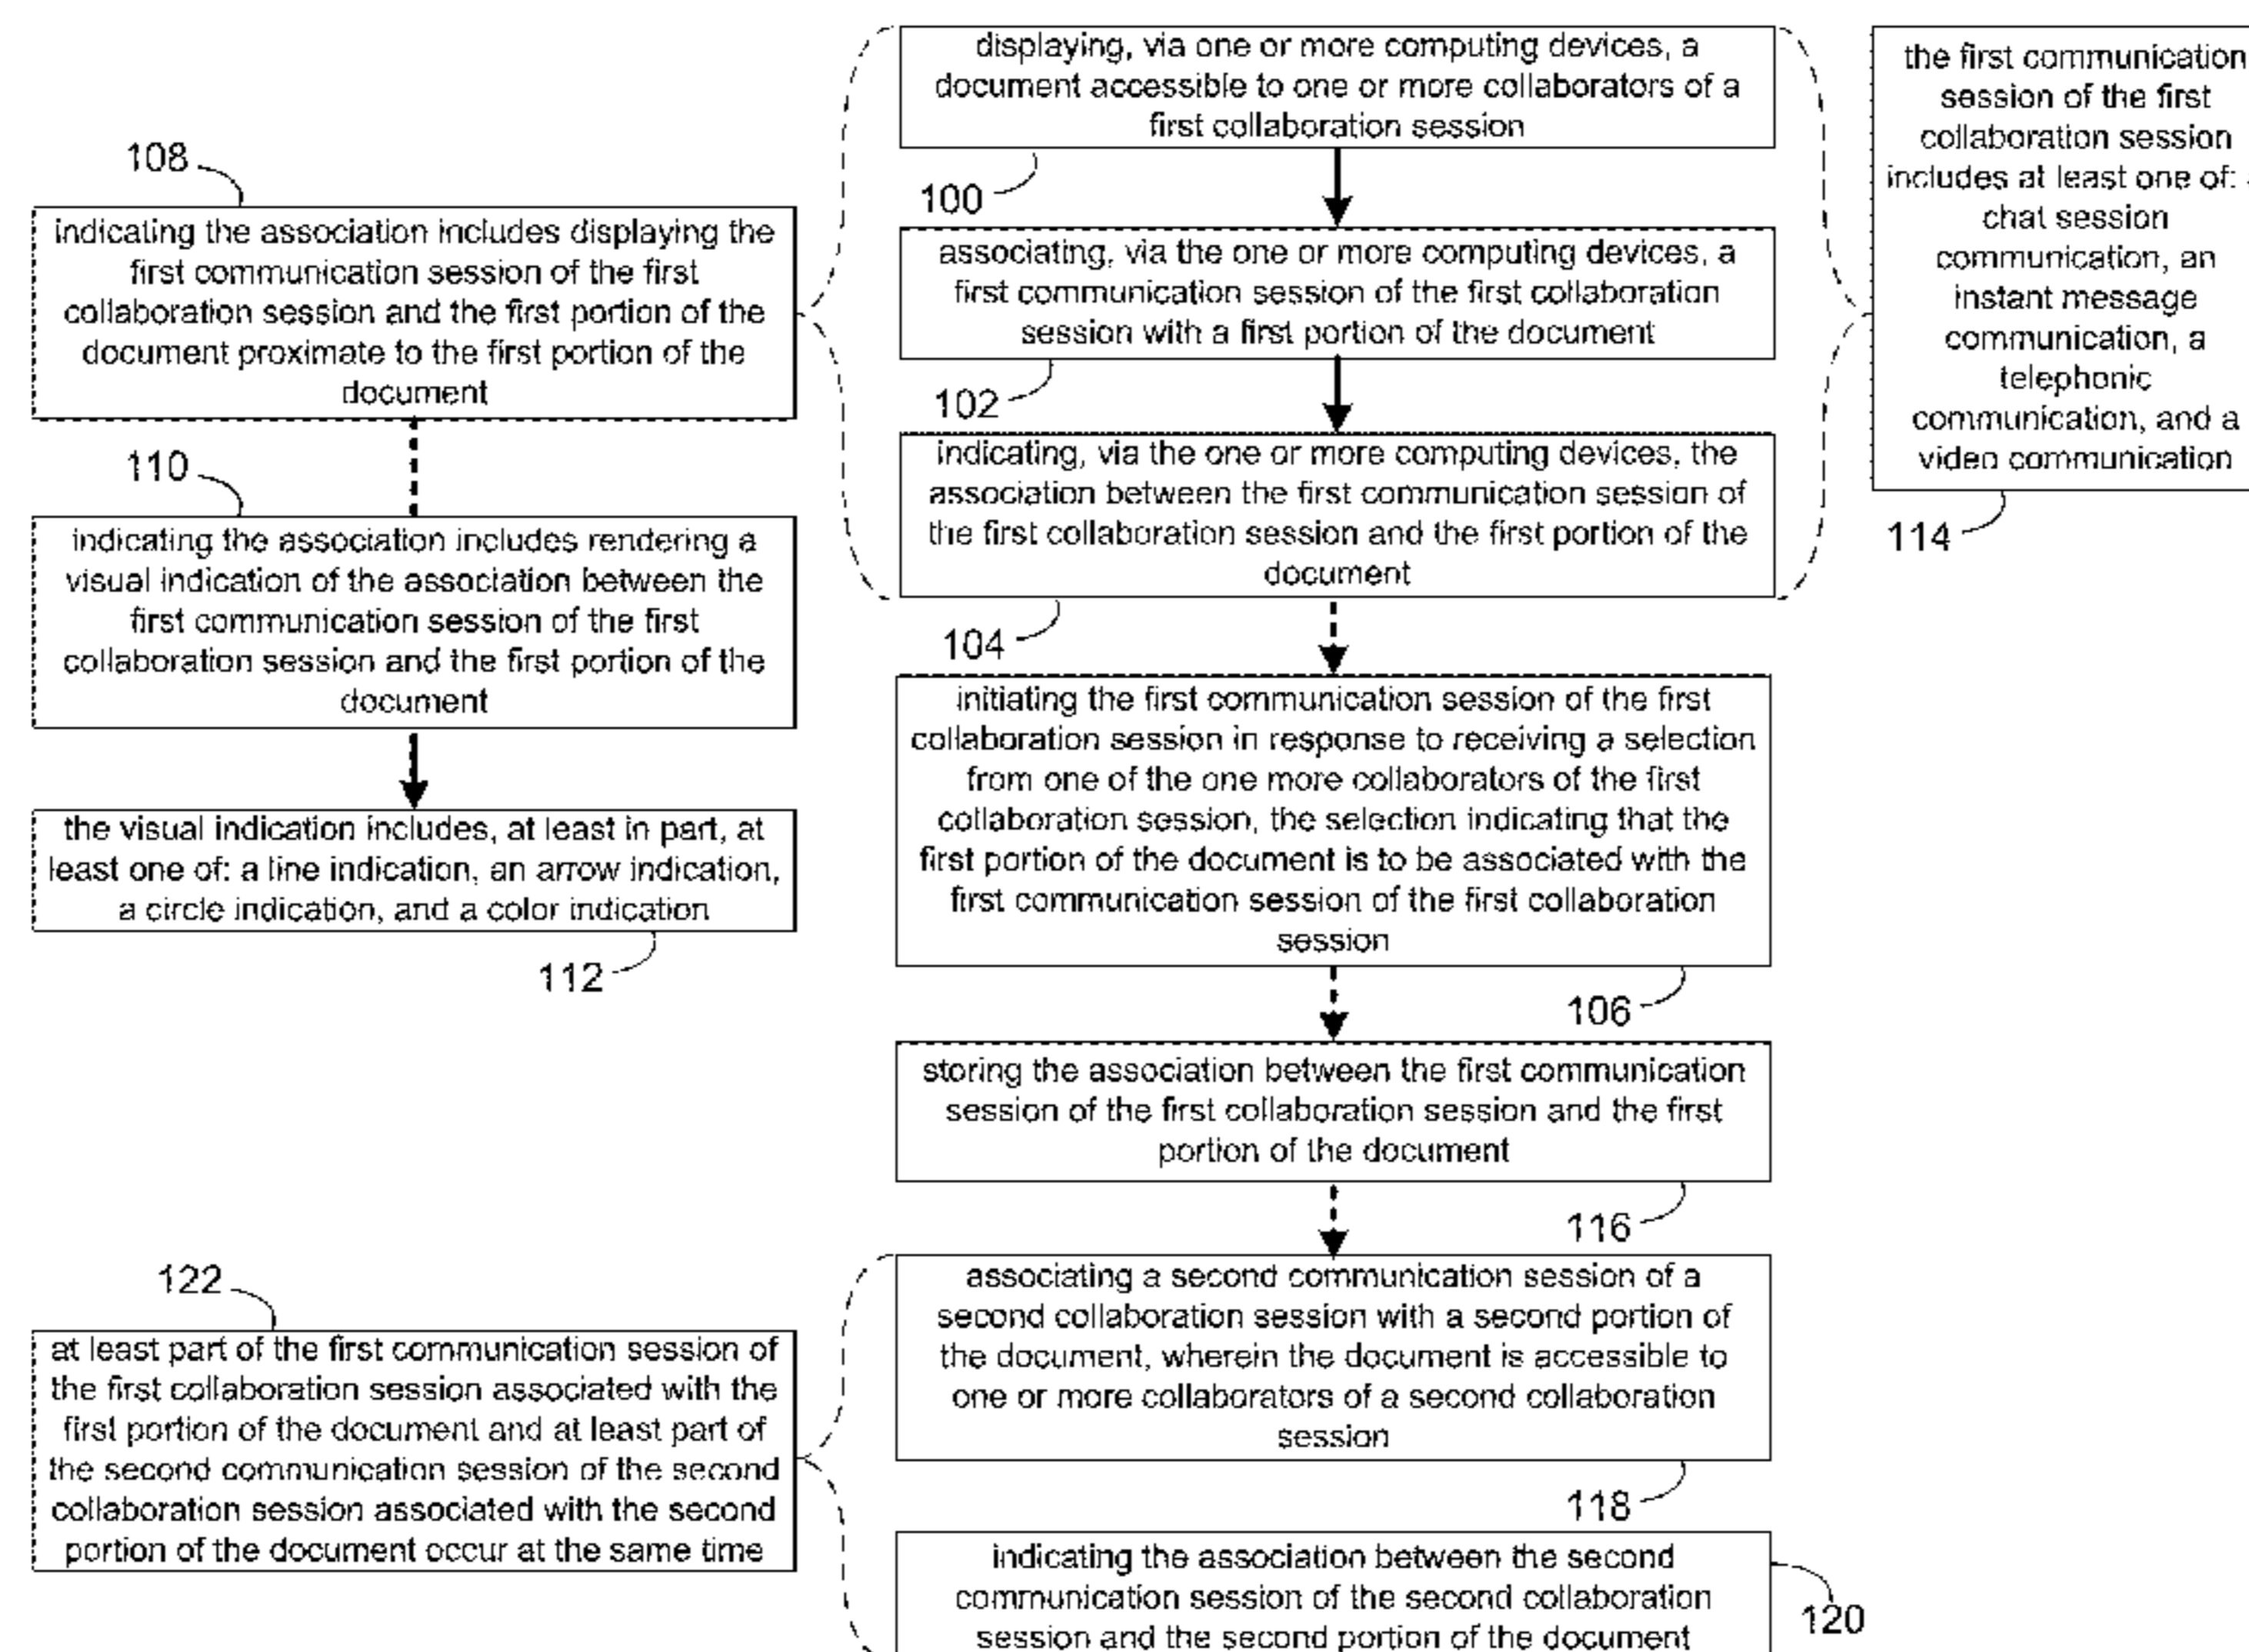 displaying, via one or more computing devices, a
document accessible to one or more collaborators of a
first collaboration session
100
associating, via the one or more computing devices, a
first communication session of the first collaboration
session with a first portion of the document
102
indicating, via the one or more computing devices, the
association between the first communication session of
the first collaboration session and the first portion of the
document
104
initiating the first communication session of the first
collaboration session in response to receiving a selection
from one of the one more collaborators of the first
collaboration session, the selection indicating that the
first portion of the document is to be associated with the
first communication session of the first collaboration
session
106
storing the association between the first communication
session of the first collaboration session and the first
portion of the document
116
associating a second communication session of a
second collaboration session with a second portion of
the document, wherein the document is accessible to
one or more collaborators of a second collaboration
session
118
indicating the association between the second
communication session of the second collaboration
session and the second portion of the document
120
108
indicating the association includes displaying the
first communication session of the first
collaboration session and the first portion of the
document proximate to the first portion of the
document
110
indicating the association includes rendering a
visual indication of the association between the
first communication session of the first
collaboration session and the first portion of the
document
the visual indication includes, at least in part, at
least one of: a line indication, an arrow indication,
a circle indication, and a color indication
112
122
at least part of the first communication session of
the first collaboration session associated with the
first portion of the document and at least part of
the second communication session of the second
collaboration session associated with the second
portion of the document occur at the same time
the first communication
session of the first
collaboration session
includes at least one of:
chat session
communication, an
instant message
communication, a
telephonic
communication, and a
video communication
114